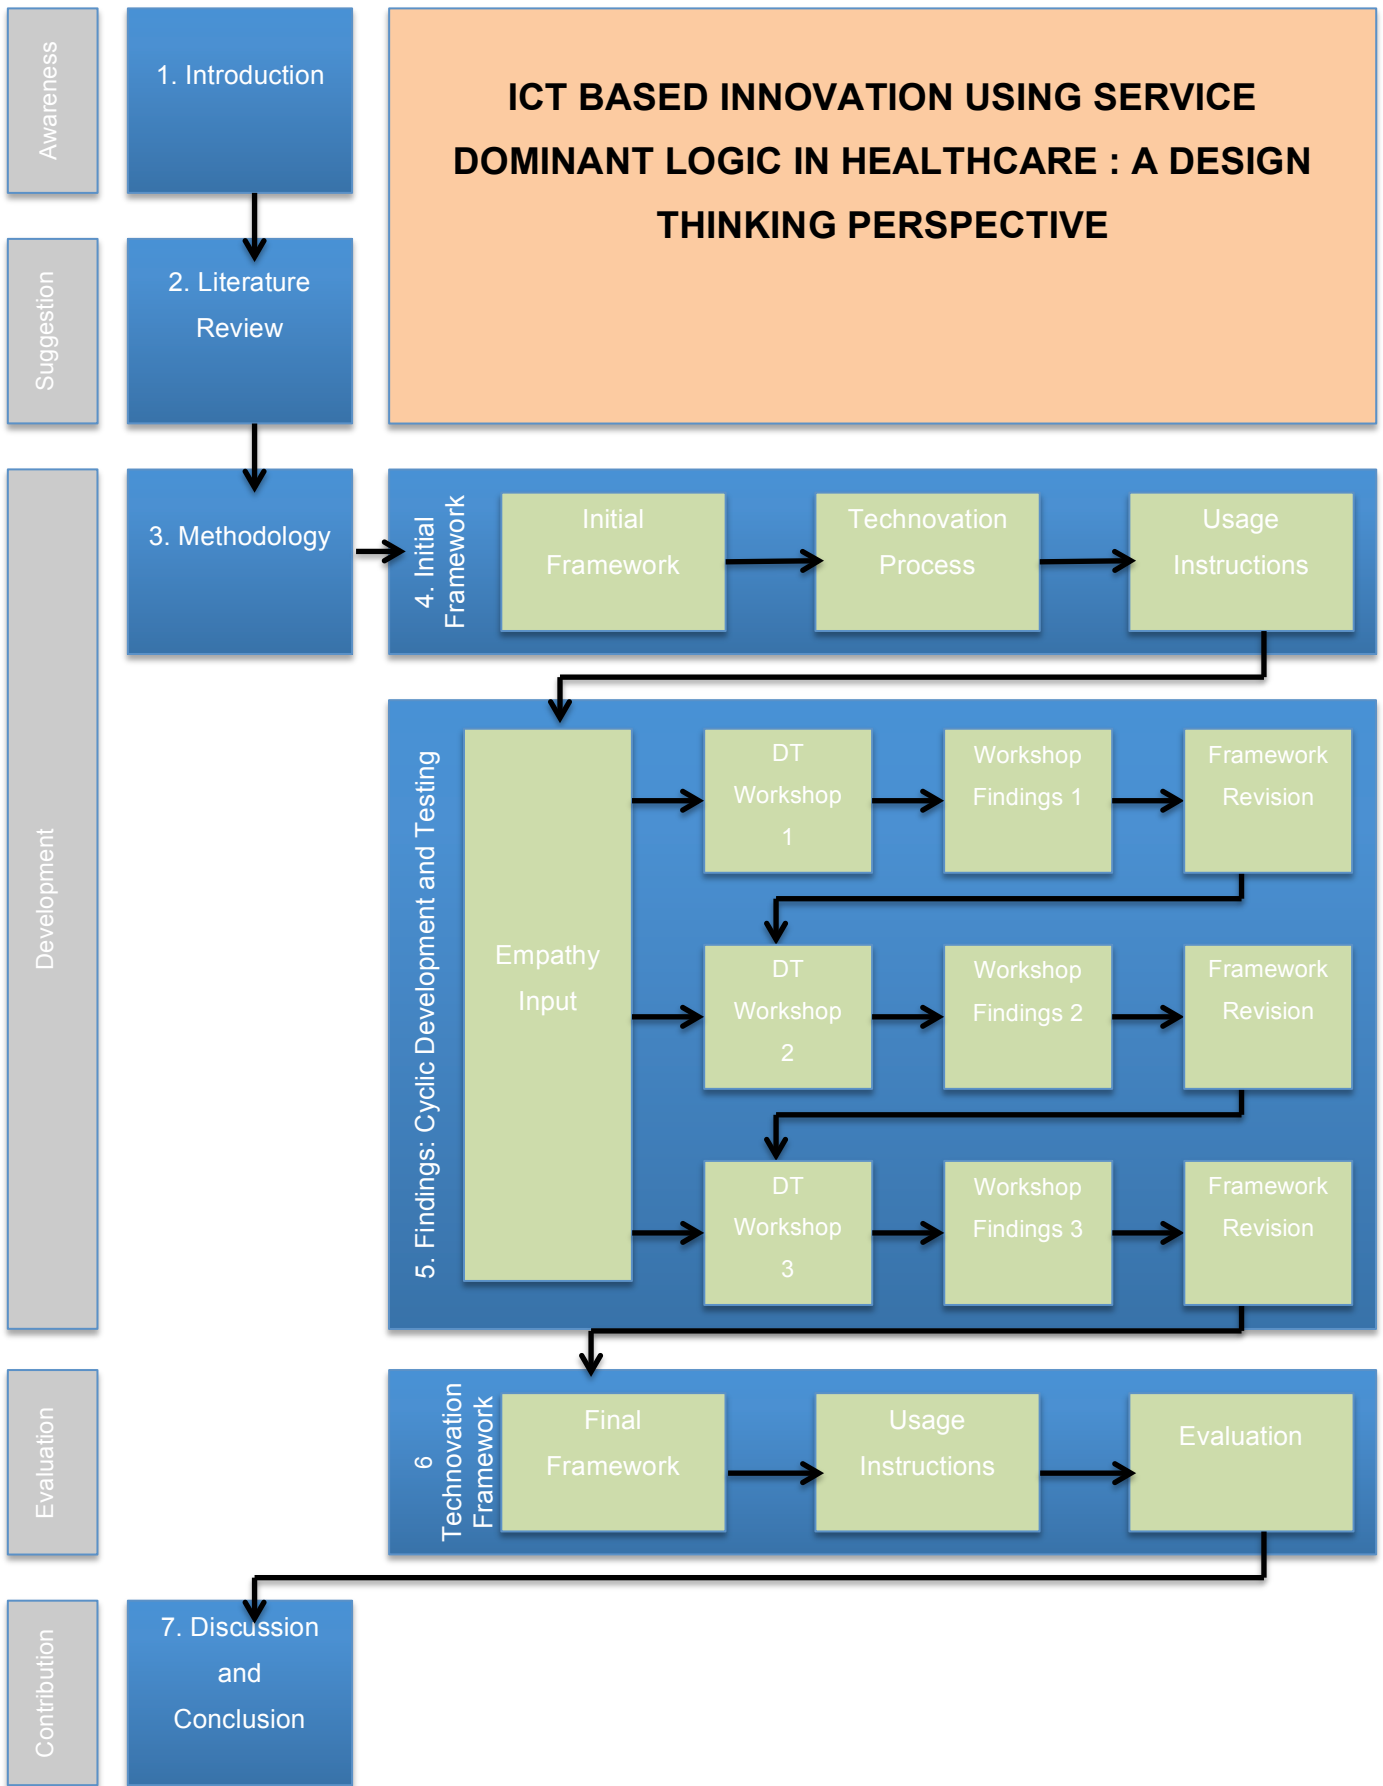 Awareness
1. Introduction
ICT BASED INNOVATION USING SERVICE
DOMINANT LOGIC IN HEALTHCARE : A DESIGN
THINKING PERSPECTIVE
Suggestion
2. Literature
Review
Development
3. Methodology
4. Initial
Framework
Initial
Framework
Technovation
Process
Usage
Instructions
5. Findings: Cyclic Development and Testing
Empathy
Input
DT
Workshop
1
Workshop
Findings 1
Framework
Revision
DT
Workshop
2
Workshop
Findings 2
Framework
Revision
DT
Workshop
3
Workshop
Findings 3
Framework
Revision
Evaluation
6
Technovation
Framework
Final
Framework
Usage
Instructions
Evaluation
Contribution
7. Discussion
and
Conclusion